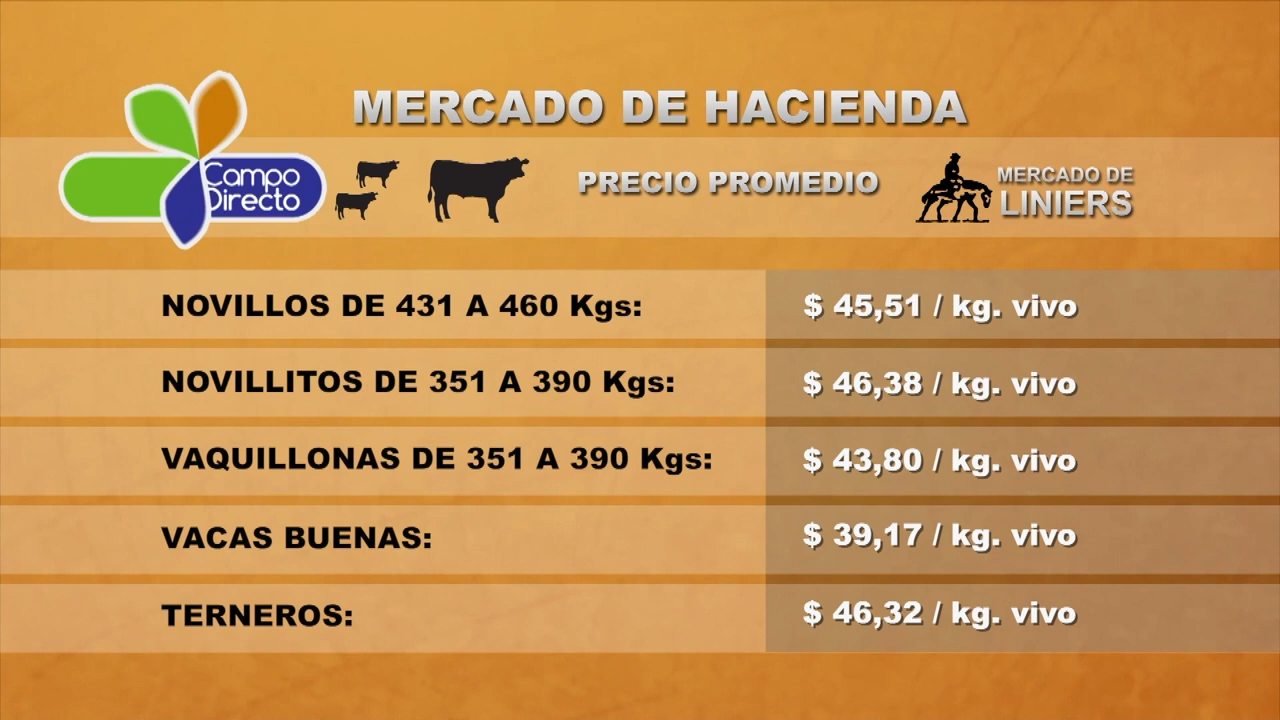 MERCADO DE HACIENDA
Campo
Directo
PRECIO PROMEDIO
MERCADO DE
LINIERS
NOVILLOS DE 431 A 460 Kgs: $ 45,51 / kg. vivo
NOVILLITOS DE 351 A 390 Kgs: $ 46,38 / kg. vivo
VAQUILLONAS DE 351 A 390 Kgs: $ 43,80 / kg. vivo
VACAS BUENAS: $ 39,17 / kg. vivo
TERNEROS: $ 46,32 / kg. vivo